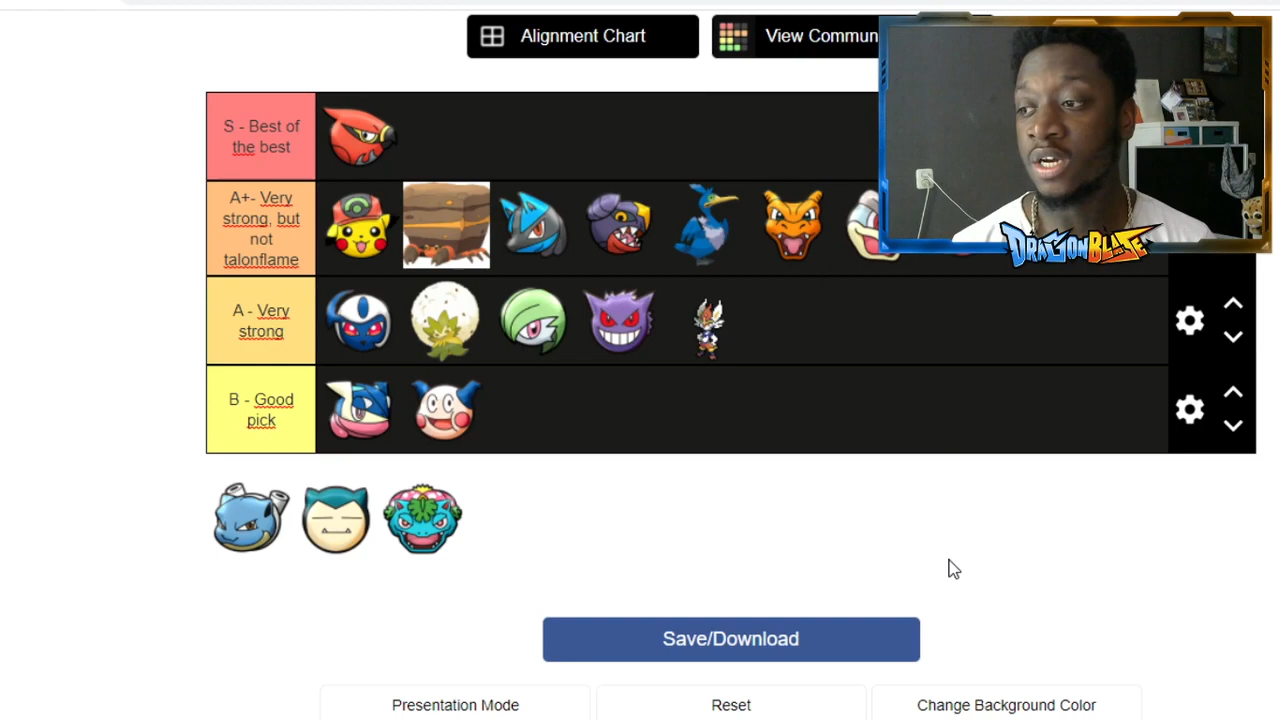 Alignment Chart
View Commun
S - Best of
the best
A+- Very
strong, but
not
talonflame
A - Very
strong
B - Good
pick
DRAGONBLAZE
Save/Download
Presentation Mode
Reset
Change Background Color